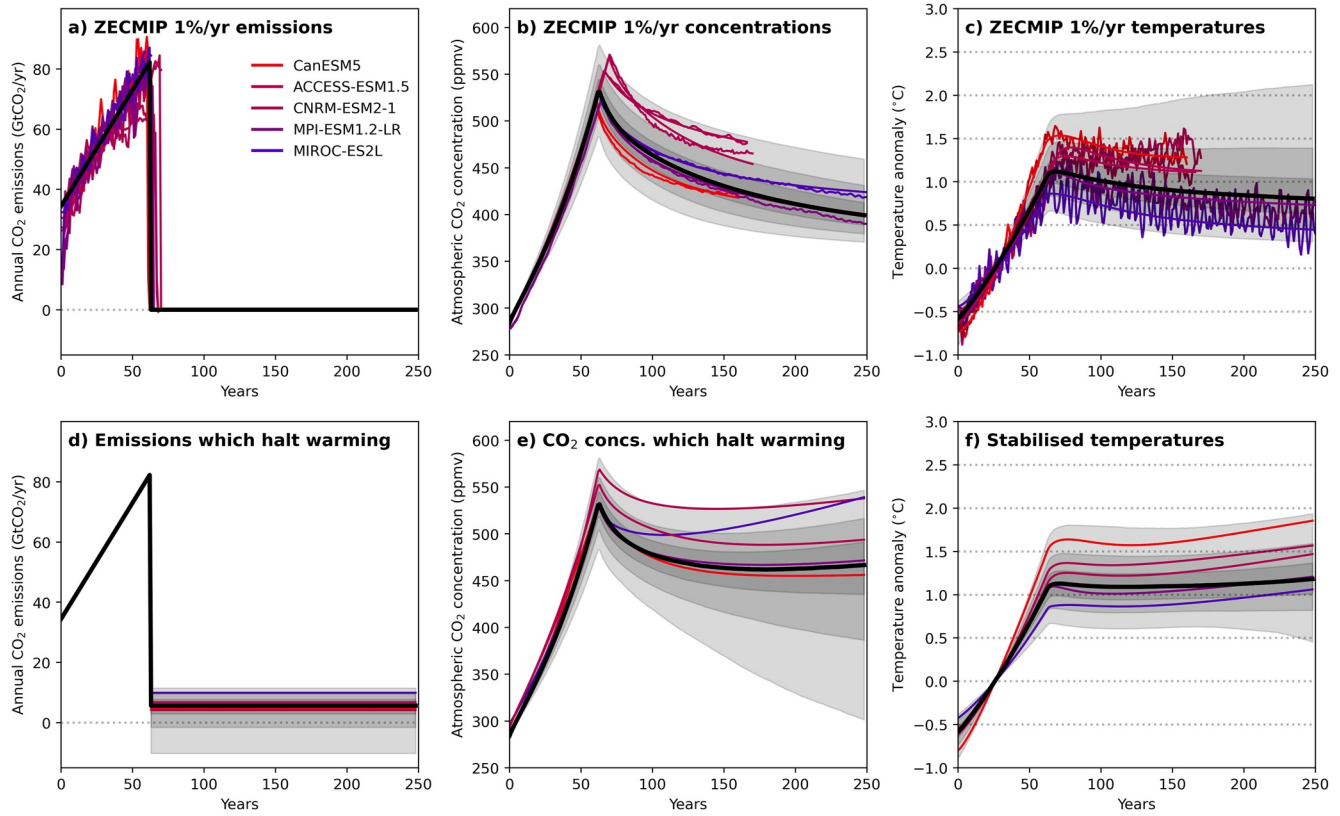 a) ZECMIP 1%/yr emissions
Annual CO₂ emissions (GtCO₂/yr)
80
60
40
20
0
CanESM5
ACCESS-ESM1.5
CNRM-ESM2-1
MPI-ESM1.2-LR
MIROC-ES2L
0 50 100 150 200 250
Years
b) ZECMIP 1%/yr concentrations
Atmospheric CO₂ concentration (ppmv)
600
550
500
450
400
350
300
250
0 50 100 150 200 250
Years
c) ZECMIP 1%/yr temperatures
Temperature anomaly (°C)
3.0
2.5
2.0
1.5
1.0
0.5
0.0
−0.5
−1.0
0 50 100 150 200 250
Years
d) Emissions which halt warming
Annual CO₂ emissions (GtCO₂/yr)
80
60
40
20
0
0 50 100 150 200 250
Years
e) CO₂ concs. which halt warming
Atmospheric CO₂ concentration (ppmv)
600
550
500
450
400
350
300
250
0 50 100 150 200 250
Years
f) Stabilised temperatures
Temperature anomaly (°C)
3.0
2.5
2.0
1.5
1.0
0.5
0.0
−0.5
−1.0
0 50 100 150 200 250
Years